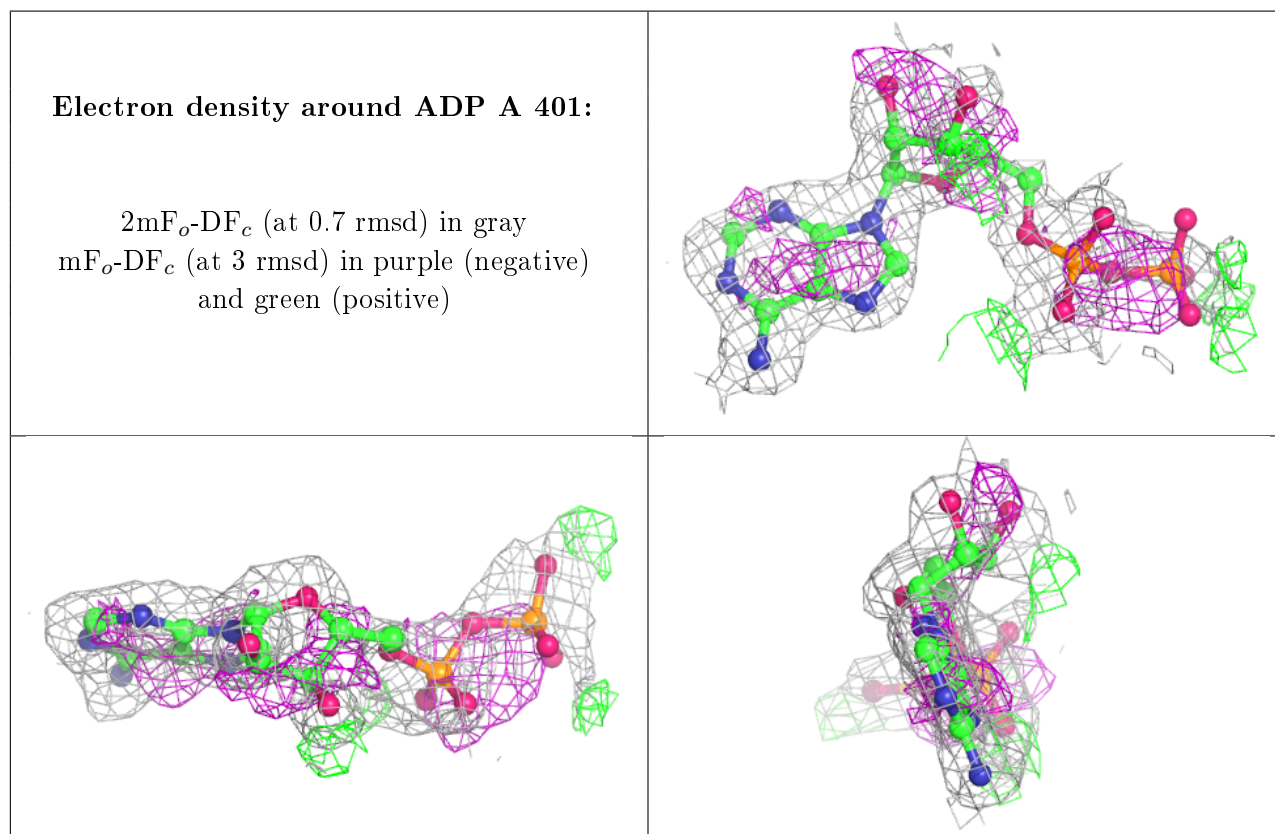 Electron density around ADP A 401:
2mFo-DFc (at 0.7 rmsd) in gray
mFo-DFc (at 3 rmsd) in purple (negative)
and green (positive)